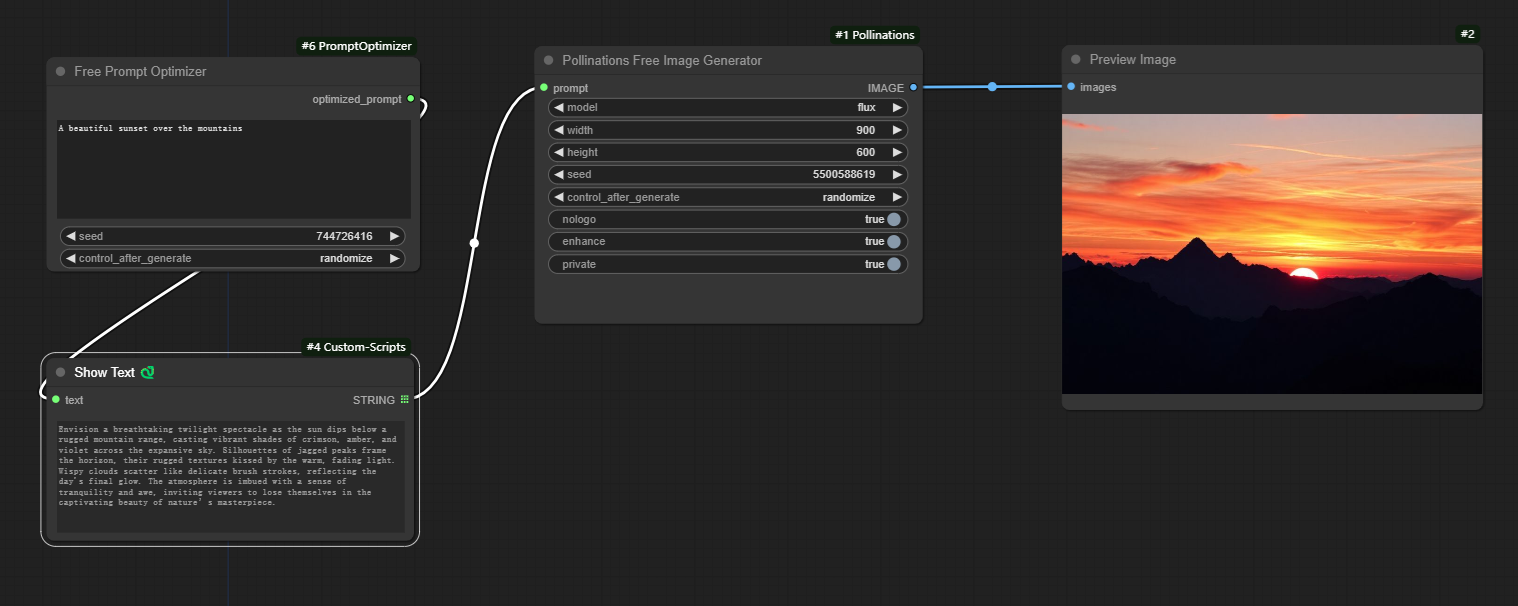 #6 PromptOptimizer
Free Prompt Optimizer
optimized_prompt
A beautiful sunset over the mountains
seed 744726416
control_after_generate randomize
#4 Custom-Scripts
Show Text
text STRING
Envision a breathtaking twilight spectacle as the sun dips below a
rugged mountain range, casting vibrant shades of crimson, amber, and
violet across the expansive sky. Silhouettes of jagged peaks frame
the horizon, their rugged textures kissed by the warm, fading light.
Wispy clouds scatter like delicate brush strokes, reflecting the
day's final glow. The atmosphere is imbued with a sense of
tranquility and awe, inviting viewers to lose themselves in the
captivating beauty of nature’s masterpiece.
#1 Pollinations
Pollinations Free Image Generator
prompt IMAGE
model flux
width 900
height 600
seed 5500588619
control_after_generate randomize
nologo true
enhance true
private true
#2
Preview Image
images